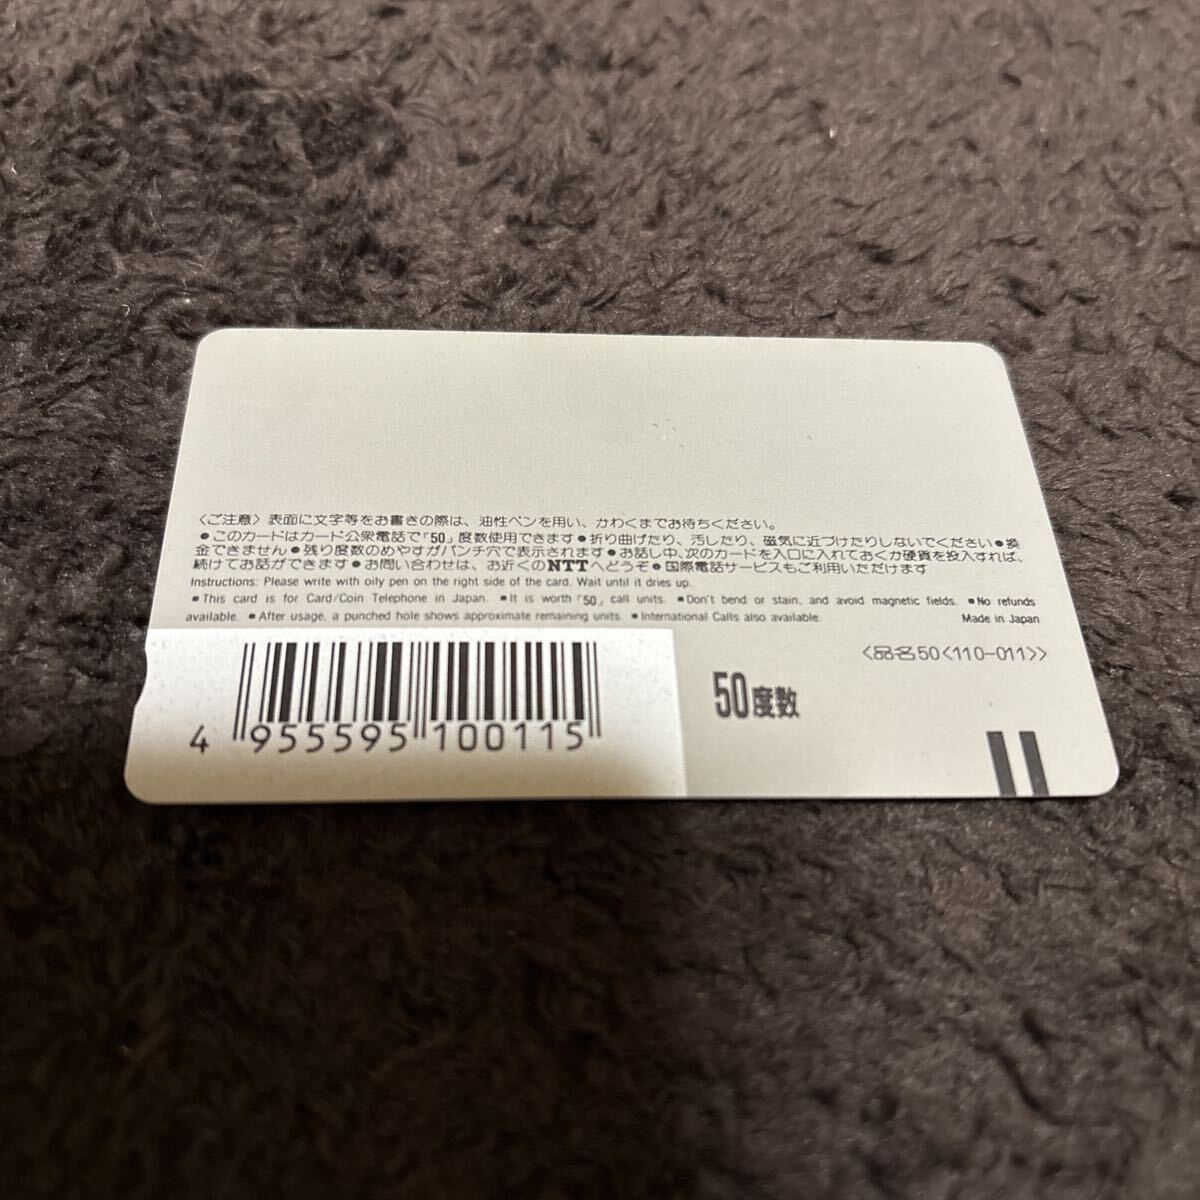 〈ご注意〉表面に文字等をお書きの際は、油性ペンを用い、かわくまでお待ちください。
●このカードはカード公衆電話で「50」度数使用できます●折り曲げたり、汚したり、磁気に近づけたりしないでください●換
金できません●残り度数のめやすがパンチ穴で表示されます●お話し中、次のカードを入口に入れておくか硬貨を投入すれば、
続けてお話ができます●お問い合わせは、お近くのNTTへどうぞ●国際電話サービスもご利用いただけます
Instructions: Please write with oily pen on the right side of the card. Wait until it dries up.
■This card is for Card/Coin Telephone in Japan. ■It is worth「50」call units. ■Don't bend or stain, and avoid magnetic fields. ■No refunds
available. ■After usage, a punched hole shows approximate remaining units. ■International Calls also available. Made in Japan
〈品名50〈110-011〉〉
50度数
4 955595 100115